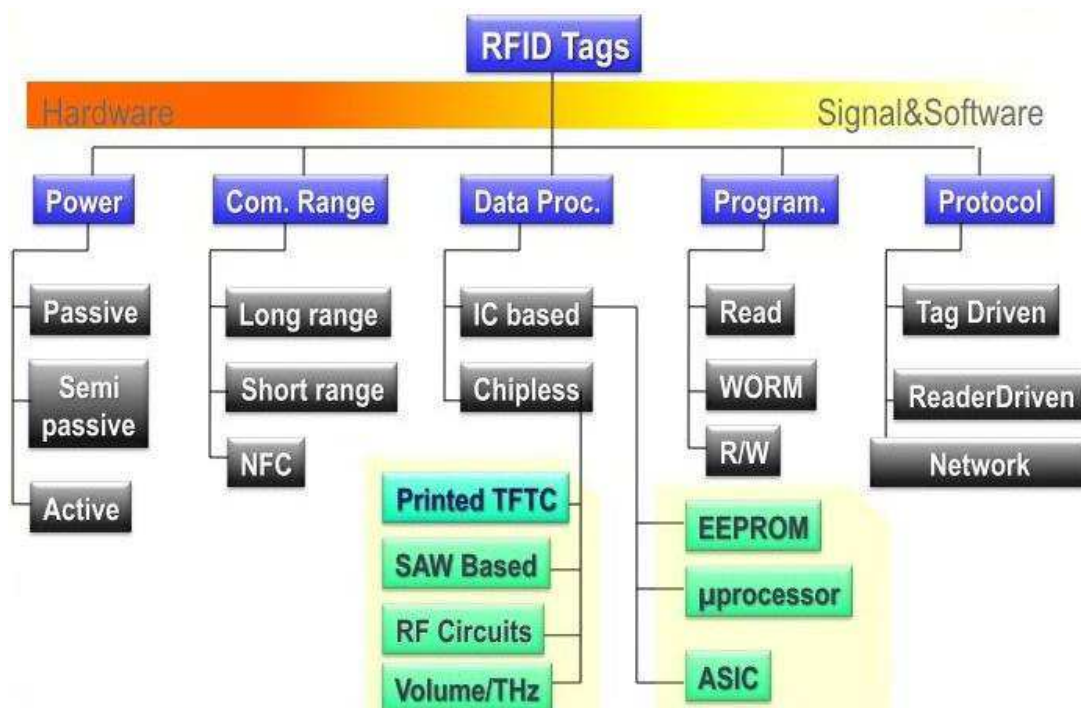 RFID Tags
Hardware
Signal&Software
Power
Com. Range
Data Proc.
Program.
Protocol
Passive
Semi
passive
Active
Long range
Short range
NFC
IC based
Chipless
Read
WORM
R/W
Tag Driven
ReaderDriven
Network
Printed TFTC
SAW Based
RF Circuits
Volume/THz
EEPROM
µprocessor
ASIC